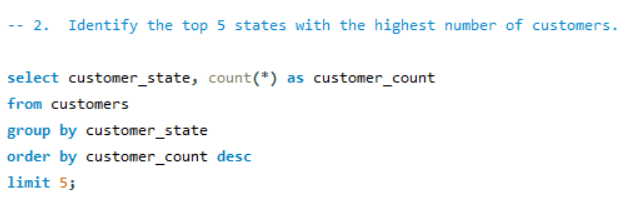 -- 2.  Identify the top 5 states with the highest number of customers.
select customer_state, count(*) as customer_count
from customers
group by customer_state
order by customer_count desc
limit 5;